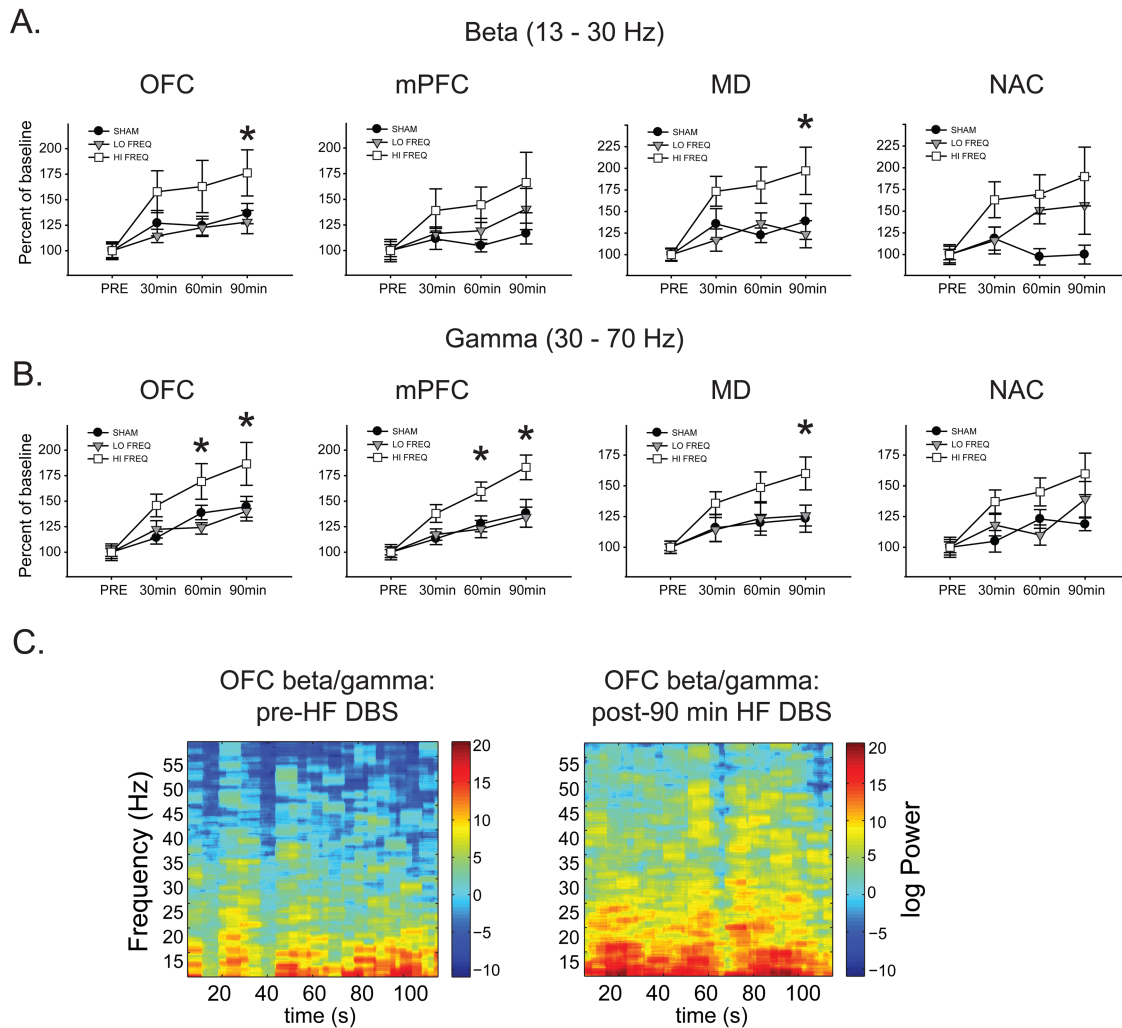 A.
Beta (13 - 30 Hz)
OFC
mPFC
MD
NAC
Percent of baseline
200
175
150
125
100
SHAM
LO FREQ
HI FREQ
*
PRE 30min 60min 90min
200
175
150
125
100
SHAM
LO FREQ
HI FREQ
PRE 30min 60min 90min
225
200
175
150
125
100
SHAM
LO FREQ
HI FREQ
*
PRE 30min 60min 90min
225
200
175
150
125
100
SHAM
LO FREQ
HI FREQ
PRE 30min 60min 90min
Gamma (30 - 70 Hz)
B.
OFC
mPFC
MD
NAC
Percent of baseline
200
175
150
125
100
SHAM
LO FREQ
HI FREQ
* *
PRE 30min 60min 90min
200
175
150
125
100
SHAM
LO FREQ
HI FREQ
* *
PRE 30min 60min 90min
175
150
125
100
SHAM
LO FREQ
HI FREQ
*
PRE 30min 60min 90min
175
150
125
100
SHAM
LO FREQ
HI FREQ
PRE 30min 60min 90min
C.
OFC beta/gamma:
pre-HF DBS
Frequency (Hz)
55
50
45
40
35
30
25
20
15
20 40 60 80 100
time (s)
20
15
10
5
0
−5
−10
OFC beta/gamma:
post-90 min HF DBS
55
50
45
40
35
30
25
20
15
20 40 60 80 100
time (s)
20
15
10
5
0
−5
−10
log Power